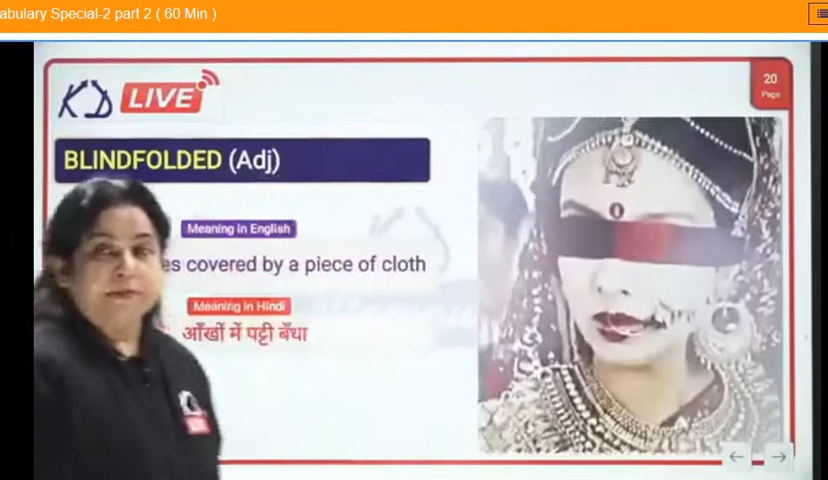 abulary Special-2 part 2 ( 60 Min )
KD LIVE
20
Page
BLINDFOLDED (Adj)
Meaning in English
es covered by a piece of cloth
Meaning in Hindi
आँखों में पट्टी बँधा